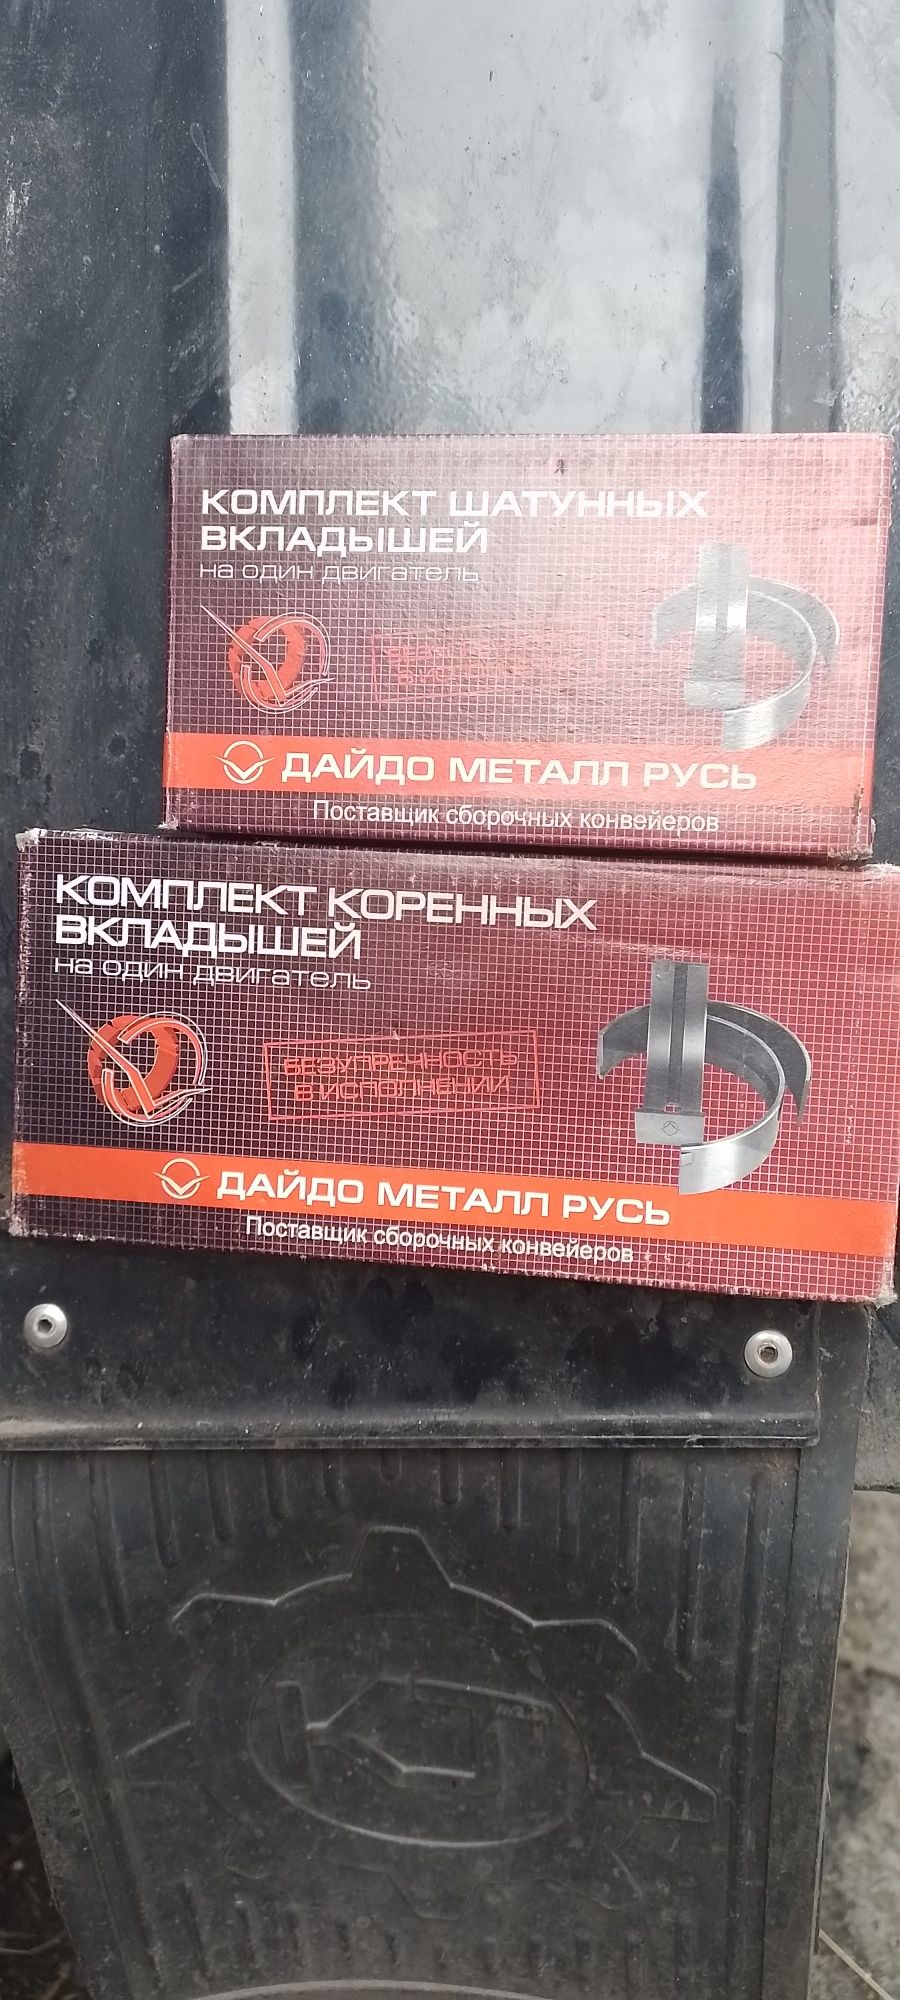 КОМПЛЕКТ ШАТУННЫХ
ВКЛАДЫШЕЙ
на один двигатель
ДАЙДО МЕТАЛЛ РУСЬ
Поставщик сборочных конвейеров
КОМПЛЕКТ КОРЕННЫХ
ВКЛАДЫШЕЙ
на один двигатель
БЕЗУПРЕЧНОСТЬ
В ИСПОЛНЕНИИ
ДАЙДО МЕТАЛЛ РУСЬ
Поставщик сборочных конвейеров